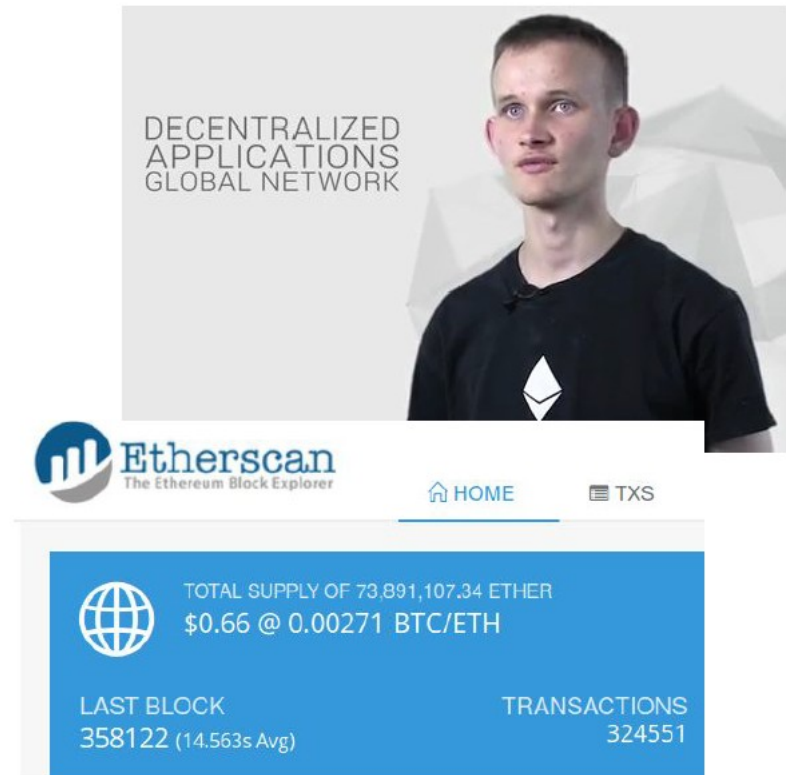 DECENTRALIZED
APPLICATIONS
GLOBAL NETWORK
Etherscan
The Ethereum Block Explorer
HOME
TXS
TOTAL SUPPLY OF 73,891,107.34 ETHER
$0.66 @ 0.00271 BTC/ETH
LAST BLOCK
358122 (14.563s Avg)
TRANSACTIONS
324551